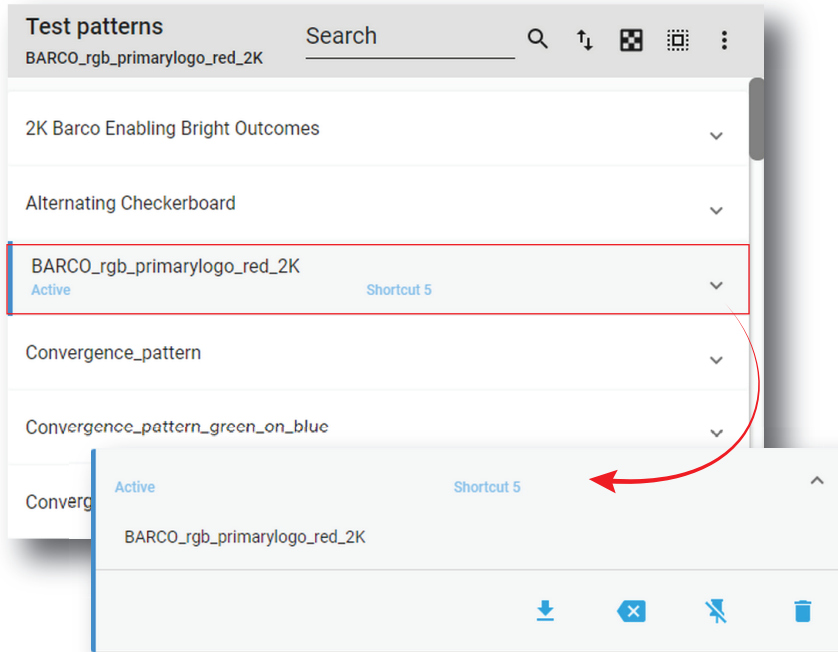 Test patterns
BARCO_rgb_primarylogo_red_2K
Search
2K Barco Enabling Bright Outcomes
Alternating Checkerboard
BARCO_rgb_primarylogo_red_2K
Active Shortcut 5
Convergence_pattern
Convergence_pattern_green_on_blue
Converg
Active Shortcut 5
BARCO_rgb_primarylogo_red_2K